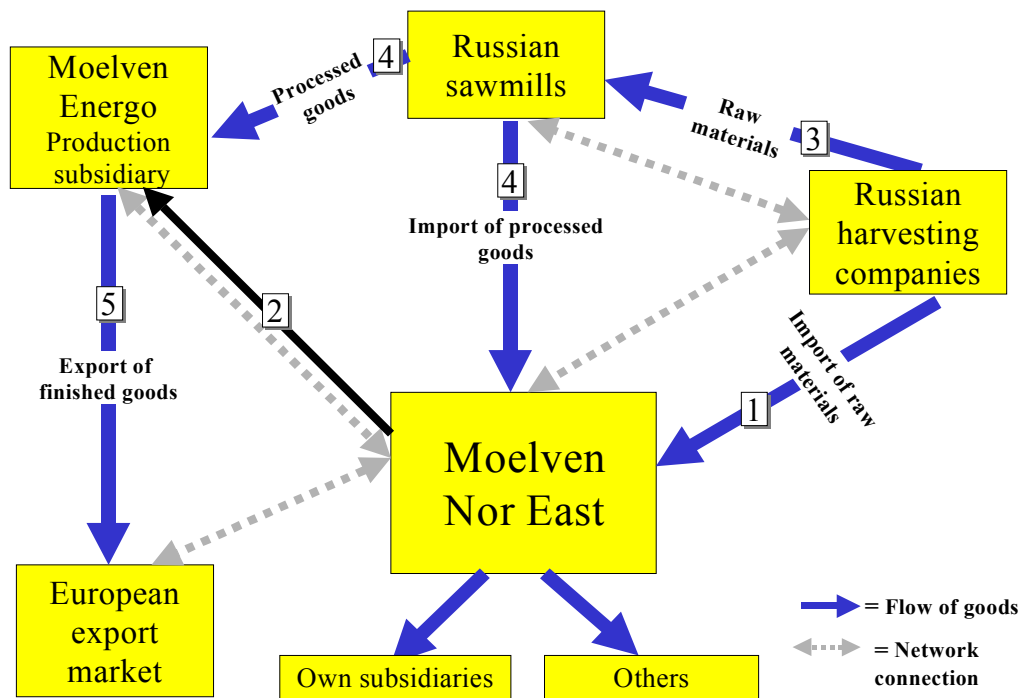 Moelven
Energo
Production
subsidiary
Processed
goods
4
Russian
sawmills
Raw
materials
3
4
Import of processed
goods
Russian
harvesting
companies
5
Export of
finished goods
2
Import of raw
materials
1
Moelven
Nor East
European
export
market
Own subsidiaries
Others
= Flow of goods
= Network
connection